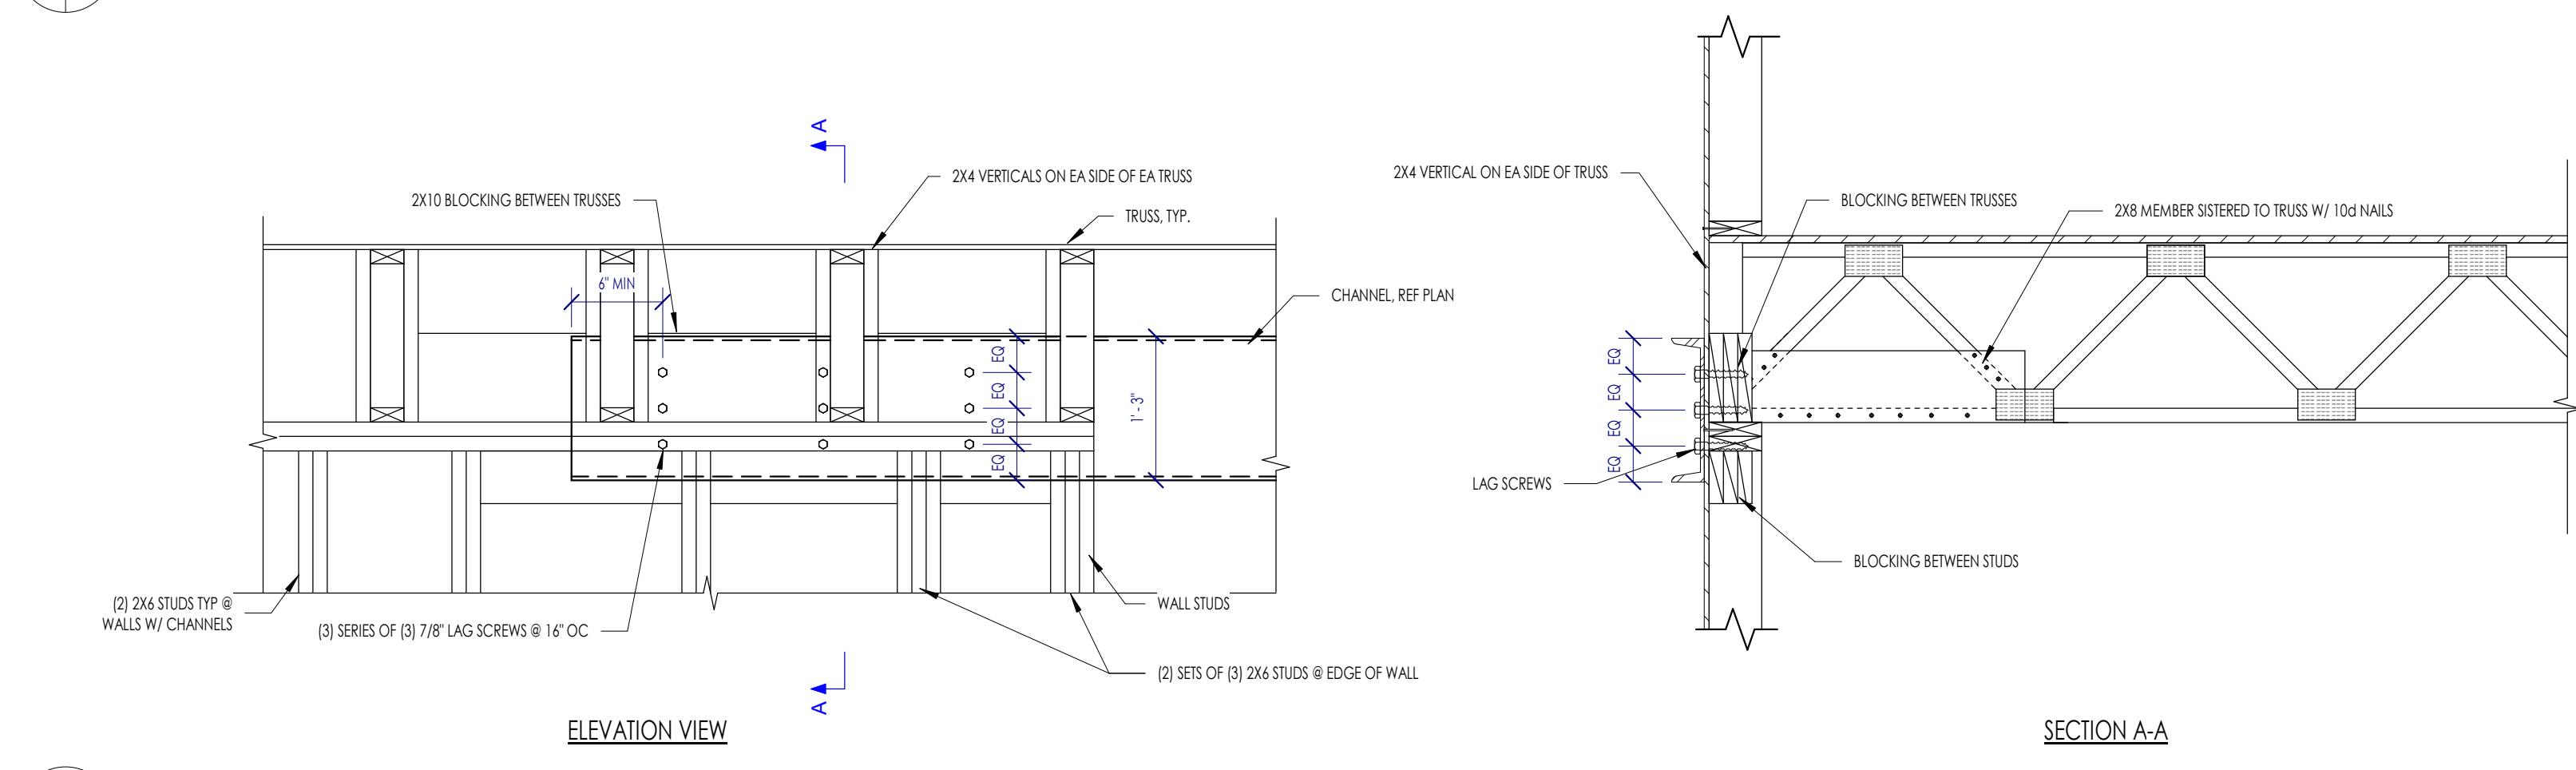 A
2X10 BLOCKING BETWEEN TRUSSES
2X4 VERTICALS ON EA SIDE OF EA TRUSS
TRUSS, TYP.
6" MIN
CHANNEL, REF PLAN
EQ
EQ
EQ
EQ
1' - 3"
(2) 2X6 STUDS TYP @
WALLS W/ CHANNELS
(3) SERIES OF (3) 7/8" LAG SCREWS @ 16" OC
WALL STUDS
(2) SETS OF (3) 2X6 STUDS @ EDGE OF WALL
A
ELEVATION VIEW
2X4 VERTICAL ON EA SIDE OF TRUSS
BLOCKING BETWEEN TRUSSES
2X8 MEMBER SISTERED TO TRUSS W/ 10d NAILS
EQ
EQ
EQ
EQ
LAG SCREWS
BLOCKING BETWEEN STUDS
SECTION A-A